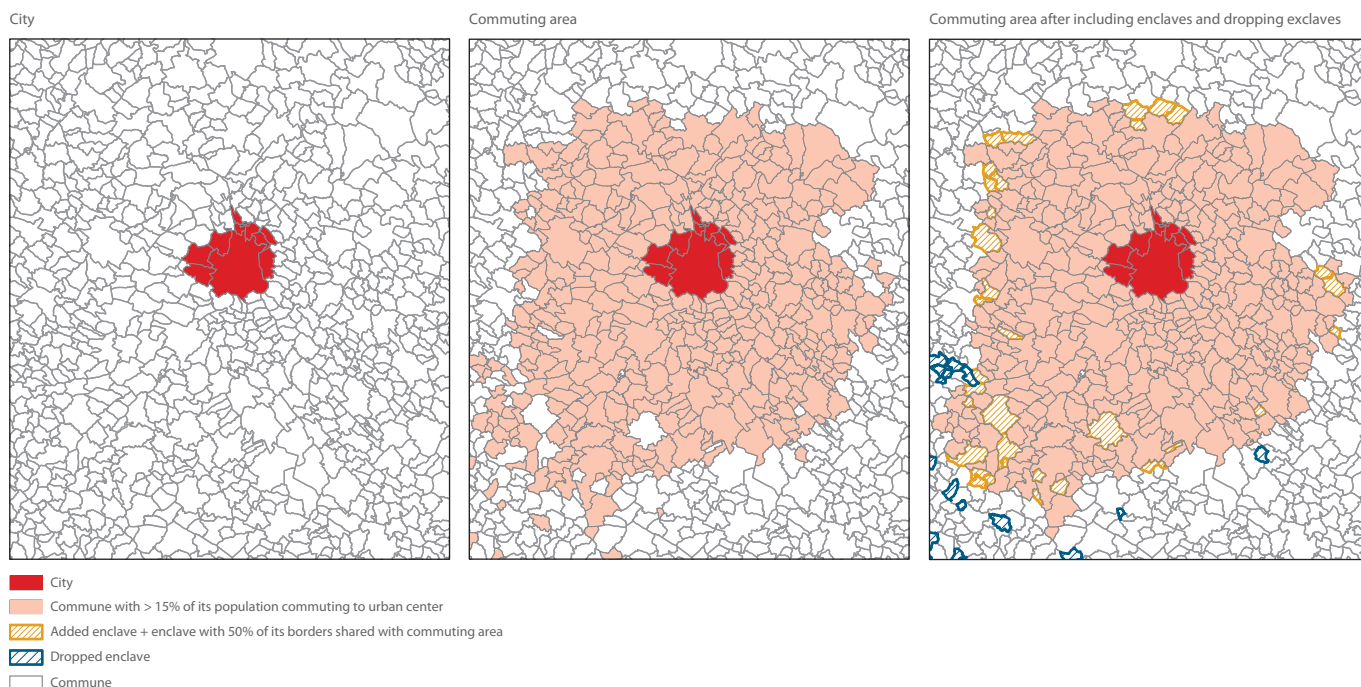 City
Commuting area
Commuting area after including enclaves and dropping exclaves
City
Commune with > 15% of its population commuting to urban center
Added enclave + enclave with 50% of its borders shared with commuting area
Dropped enclave
Commune